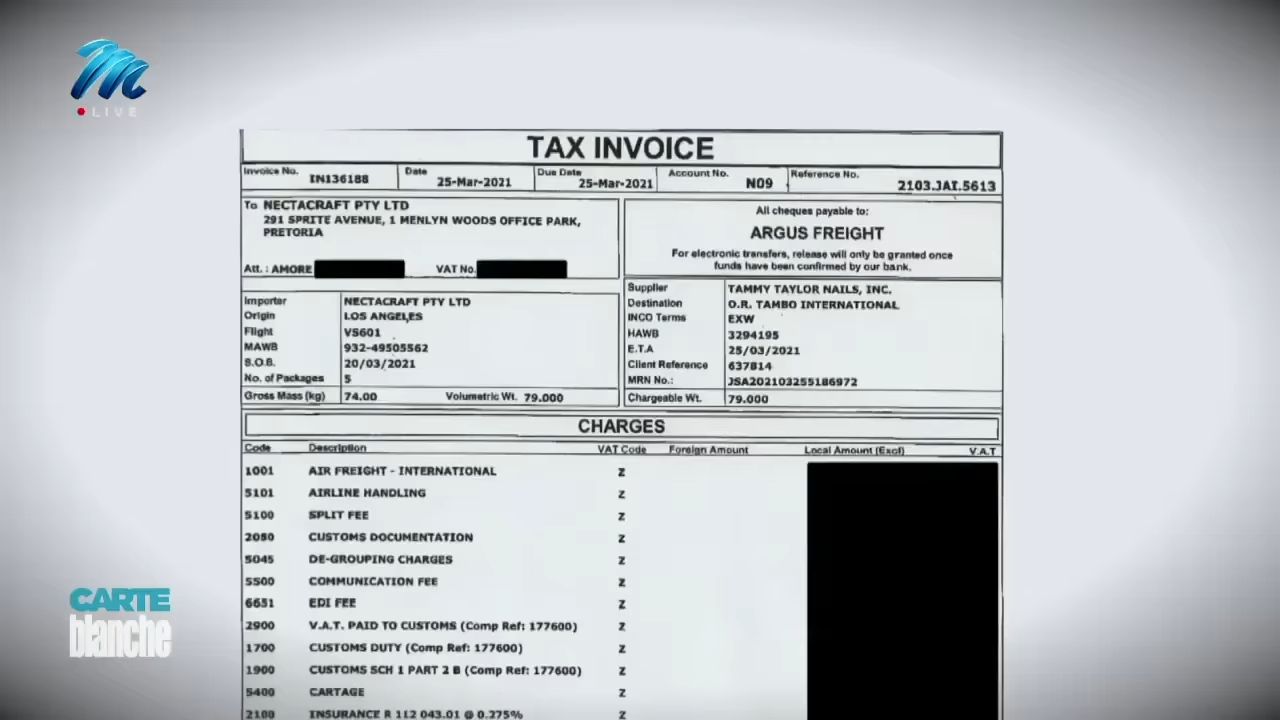 LIVE
TAX INVOICE
Invoice No. IN136188 Date 25-Mar-2021 Due Date 25-Mar-2021 Account No. N09 Reference No. 2103.JAI.5613
To NECTACRAFT PTY LTD
291 SPRITE AVENUE, 1 MENLYN WOODS OFFICE PARK,
PRETORIA
Att. : AMORE VAT No.
All cheques payable to:
ARGUS FREIGHT
For electronic transfers, release will only be granted once
funds have been confirmed by our bank.
Importer NECTACRAFT PTY LTD
Origin LOS ANGELES
Flight VS601
MAWB 932-49505562
S.O.B. 20/03/2021
No. of Packages 5
Gross Mass (kg) 74.00 Volumetric Wt. 79.000
Supplier TAMMY TAYLOR NAILS, INC.
Destination O.R. TAMBO INTERNATIONAL
INCO Terms EXW
HAWB 3294195
E.T.A 25/03/2021
Client Reference 637814
MRN No.: JSA202103255186972
Chargeable Wt. 79.000
CHARGES
Code Description VAT Code Foreign Amount Local Amount (Excl) V.A.T
1001 AIR FREIGHT - INTERNATIONAL Z
5101 AIRLINE HANDLING Z
5100 SPLIT FEE Z
2080 CUSTOMS DOCUMENTATION Z
5045 DE-GROUPING CHARGES Z
5500 COMMUNICATION FEE Z
6651 EDI FEE Z
2900 V.A.T. PAID TO CUSTOMS (Comp Ref: 177600) Z
1700 CUSTOMS DUTY (Comp Ref: 177600) Z
1900 CUSTOMS SCH 1 PART 2 B (Comp Ref: 177600) Z
5400 CARTAGE Z
2100 INSURANCE R 112 043.01 @ 0.275% Z
CARTE
blanche